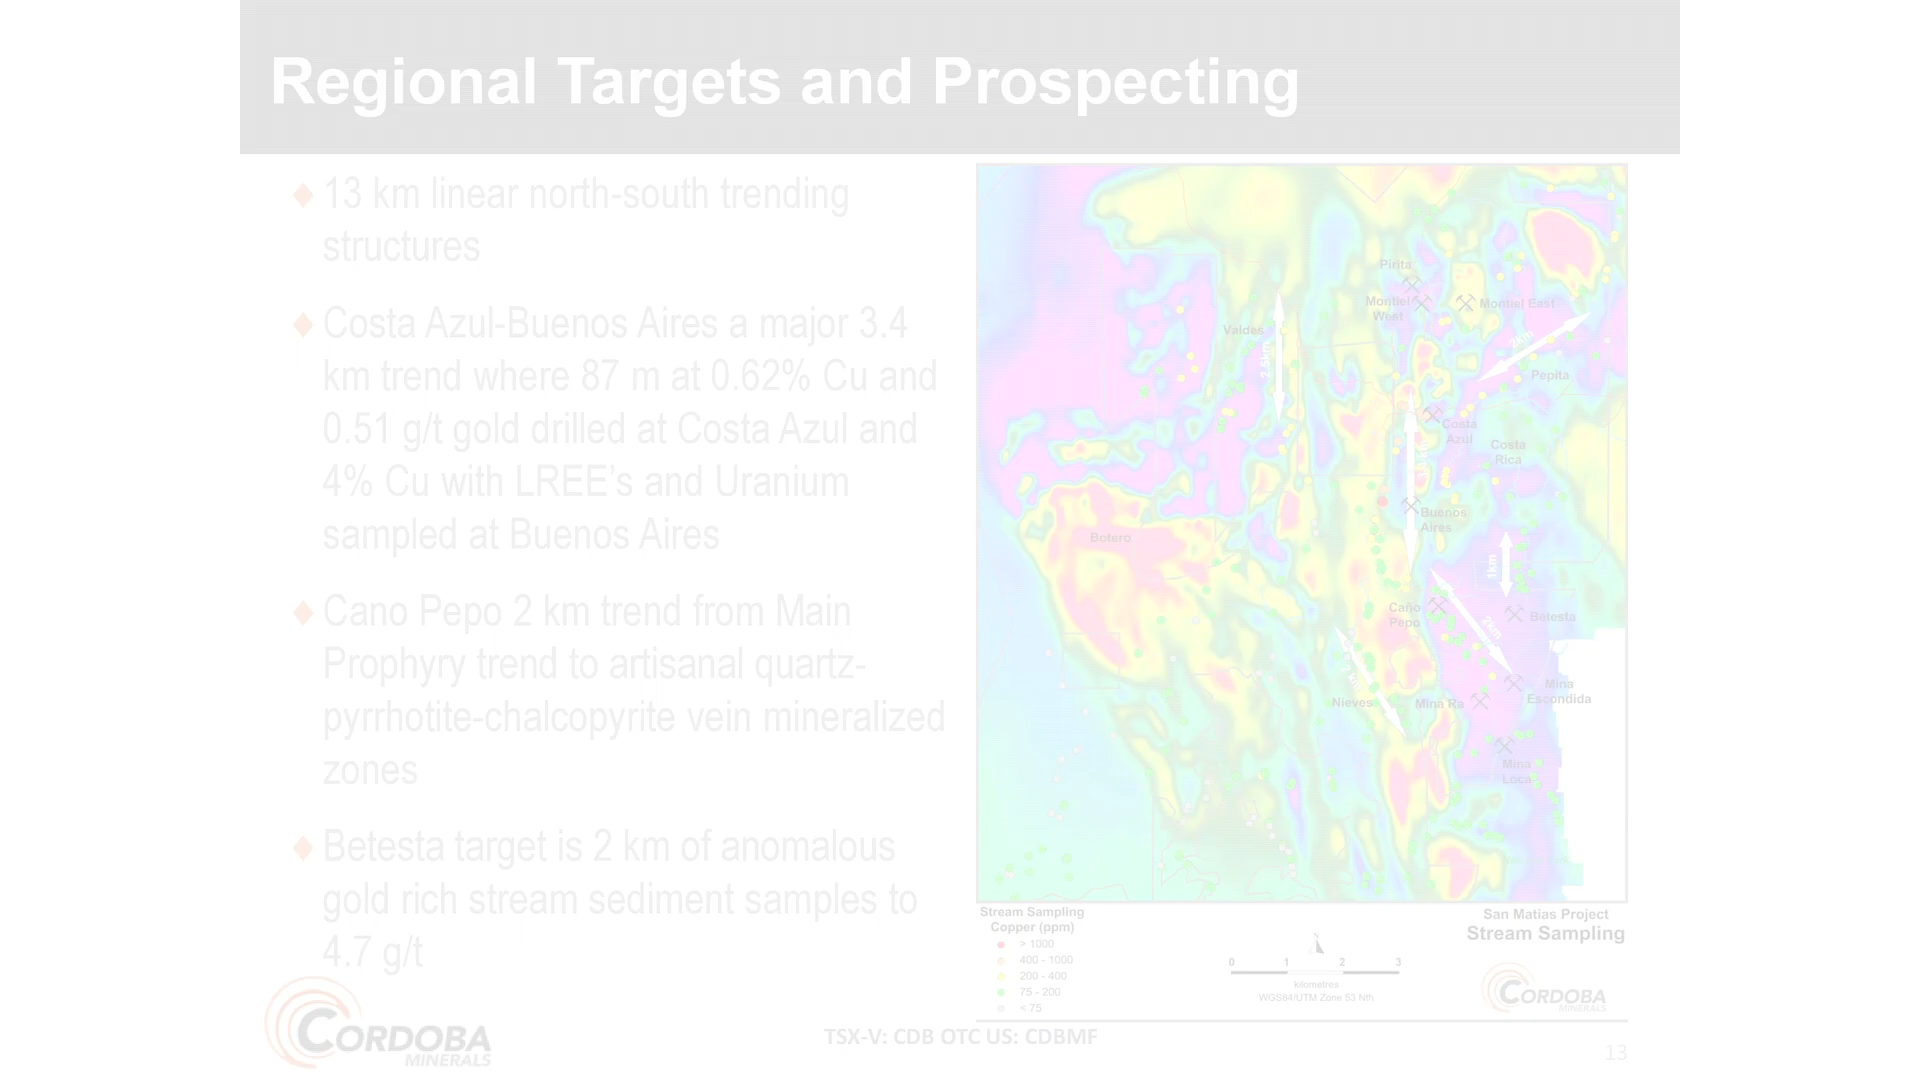 Regional Targets and Prospecting
13 km linear north-south trending
structures
Costa Azul-Buenos Aires a major 3.4
km trend where 87 m at 0.62% Cu and
0.51 g/t gold drilled at Costa Azul and
4% Cu with LREE's and Uranium
sampled at Buenos Aires
Cano Pepo 2 km trend from Main
Prophyry trend to artisanal quartz-
pyrrhotite-chalcopyrite vein mineralized
zones
Betesta target is 2 km of anomalous
gold rich stream sediment samples to
4.7 g/t
Pirita
Montiel
West
Montiel East
Valdes
2.5km
2km
Pepita
Costa
Azul
Costa
Rica
Buenos
Aires
Botero
1km
Caño
Pepo
Betesta
2km
Mina
Escondida
Nieves
Mina Ra
Mina
Loca
Stream Sampling
Copper (ppm)
> 1000
400 - 1000
200 - 400
75 - 200
< 75
N
0 1 2 3
kilometres
WGS84/UTM Zone 53 Nth
San Matias Project
Stream Sampling
CORDOBA
MINERALS
CORDOBA
MINERALS
TSX-V: CDB OTC US: CDBMF
13